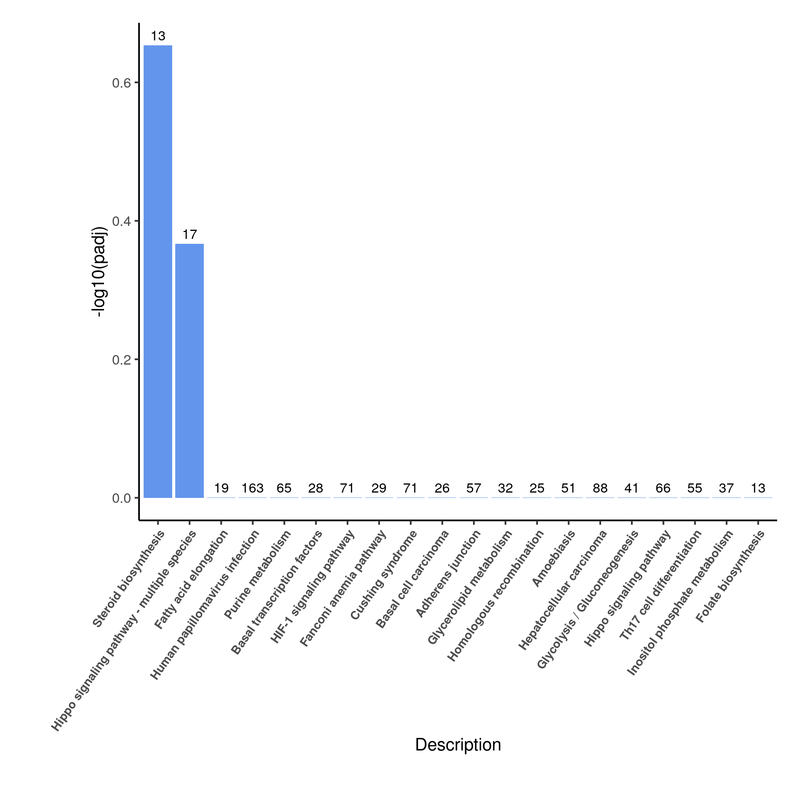 -log10(padj)
0.6
0.4
0.2
0.0
13
17
19
163
65
28
71
29
71
26
57
32
25
51
88
41
66
55
37
13
Steroid biosynthesis
Hippo signaling pathway - multiple species
Fatty acid elongation
Human papillomavirus infection
Purine metabolism
Basal transcription factors
HIF-1 signaling pathway
Fanconi anemia pathway
Cushing syndrome
Basal cell carcinoma
Adherens junction
Glycerolipid metabolism
Homologous recombination
Amoebiasis
Hepatocellular carcinoma
Glycolysis / Gluconeogenesis
Hippo signaling pathway
Th17 cell differentiation
Inositol phosphate metabolism
Folate biosynthesis
Description